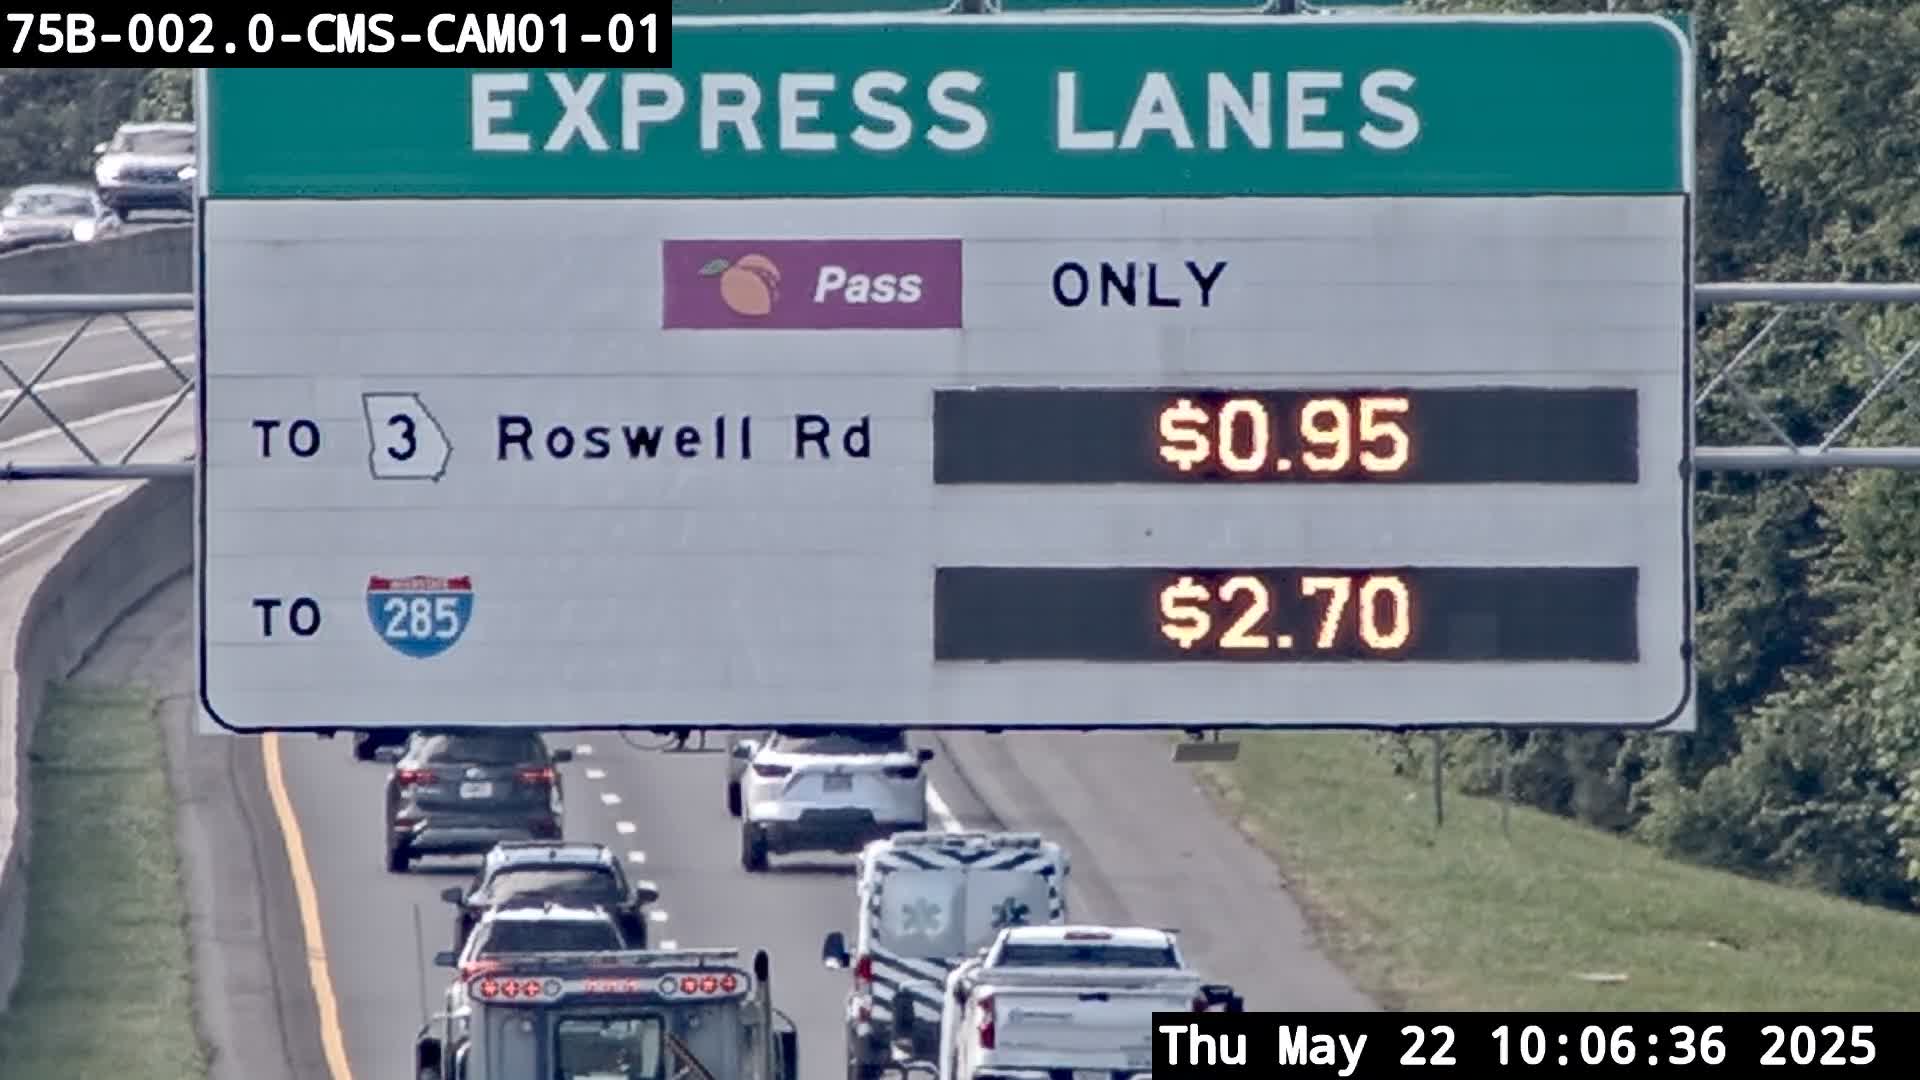 75B-002.0-CMS-CAM01-01
EXPRESS LANES
Pass ONLY
TO 3 Roswell Rd $0.95
TO INTERSTATE 285 $2.70
Thu May 22 10:06:36 2025